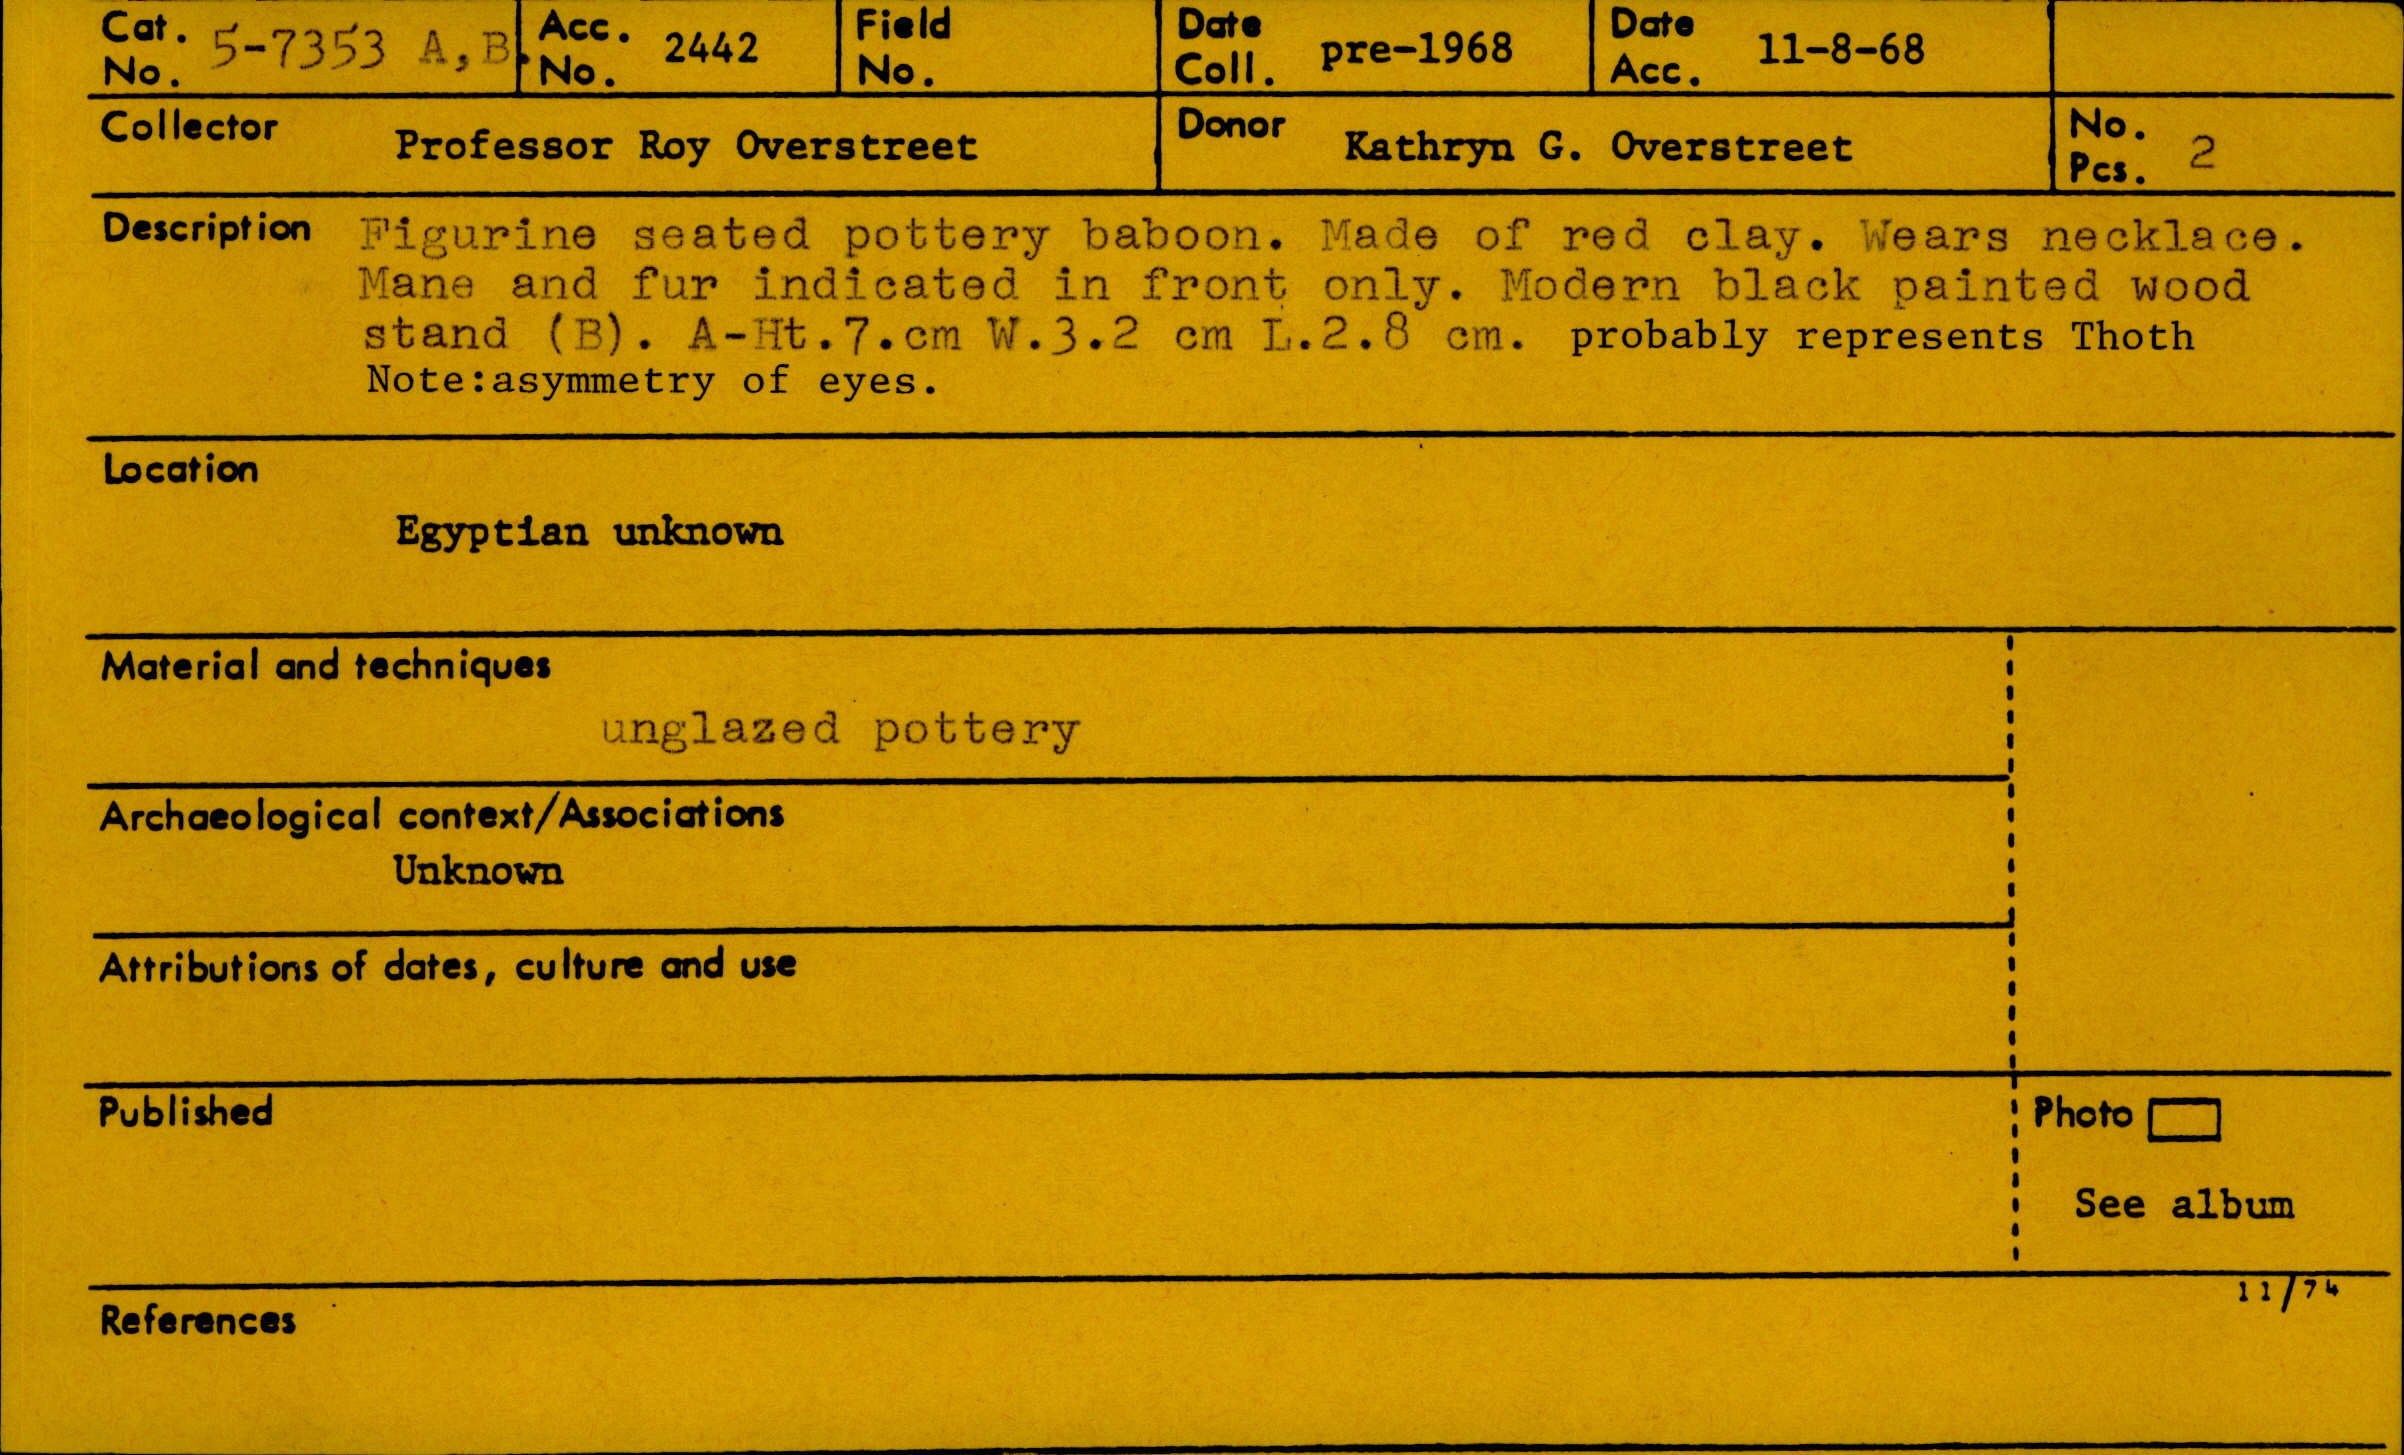 Cat. No. 5-7353 A,B. Acc. No. 2442 Field No. Date Coll. pre-1968 Date Acc. 11-8-68
Collector Professor Roy Overstreet Donor Kathryn G. Overstreet No. Pcs. 2
Description Figurine seated pottery baboon. Made of red clay. Wears necklace.
Mane and fur indicated in front only. Modern black painted wood
stand (B). A-Ht.7.cm W.3.2 cm L.2.8 cm. probably represents Thoth
Note:asymmetry of eyes.
Location
Egyptian unknown
Material and techniques
unglazed pottery
Archaeological context/Associations
Unknown
Attributions of dates, culture and use
Published
Photo
See album
11/74
References